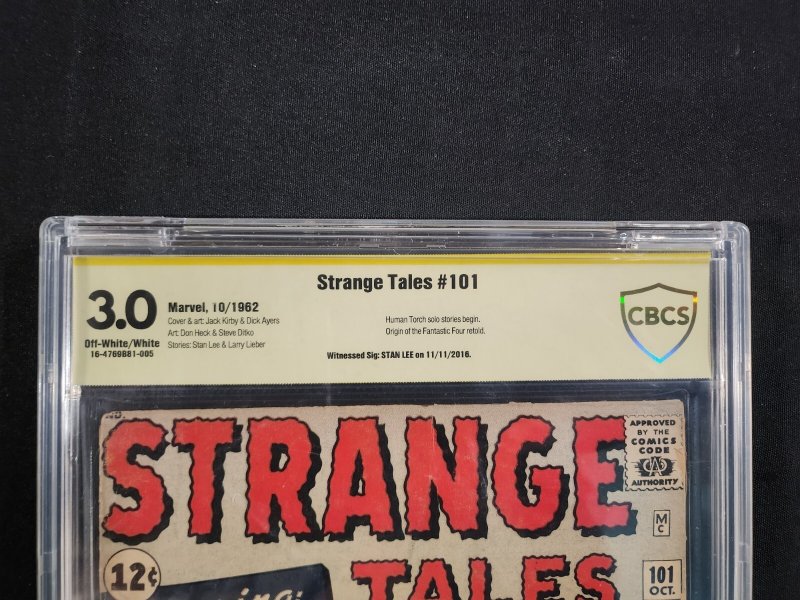 Strange Tales #101
3.0
Off-White/White
16-4769B81-005
Marvel, 10/1962
Cover & art: Jack Kirby & Dick Ayers
Art: Don Heck & Steve Ditko
Stories: Stan Lee & Larry Lieber
Human Torch solo stories begin.
Origin of the Fantastic Four retold.
Witnessed Sig: STAN LEE on 11/11/2016.
CBCS
STRANGE
TALES
APPROVED
BY THE
COMICS
CODE
CA
AUTHORITY
MC
12¢
101
OCT.